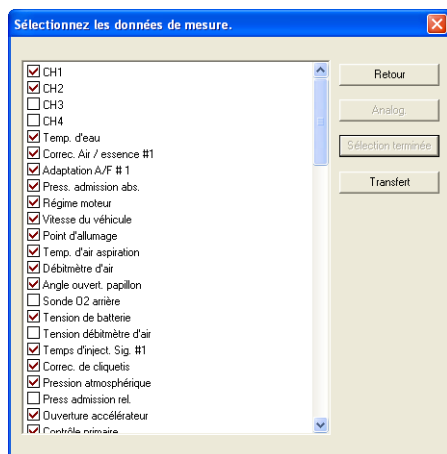 Sélectionnez les données de mesure.
CH1
CH2
CH3
CH4
Temp. d'eau
Correc. Air / essence #1
Adaptation A/F # 1
Press. admission abs.
Régime moteur
Vitesse du véhicule
Point d'allumage
Temp. d'air aspiration
Débitmètre d'air
Angle ouvert. papillon
Sonde O2 arrière
Tension de batterie
Tension débitmètre d'air
Temps d'inject. Sig. #1
Correc. de cliquetis
Pression atmosphérique
Press admission rel.
Ouverture accélérateur
Contrôle primaire
Retour
Analog.
Sélection terminée
Transfert